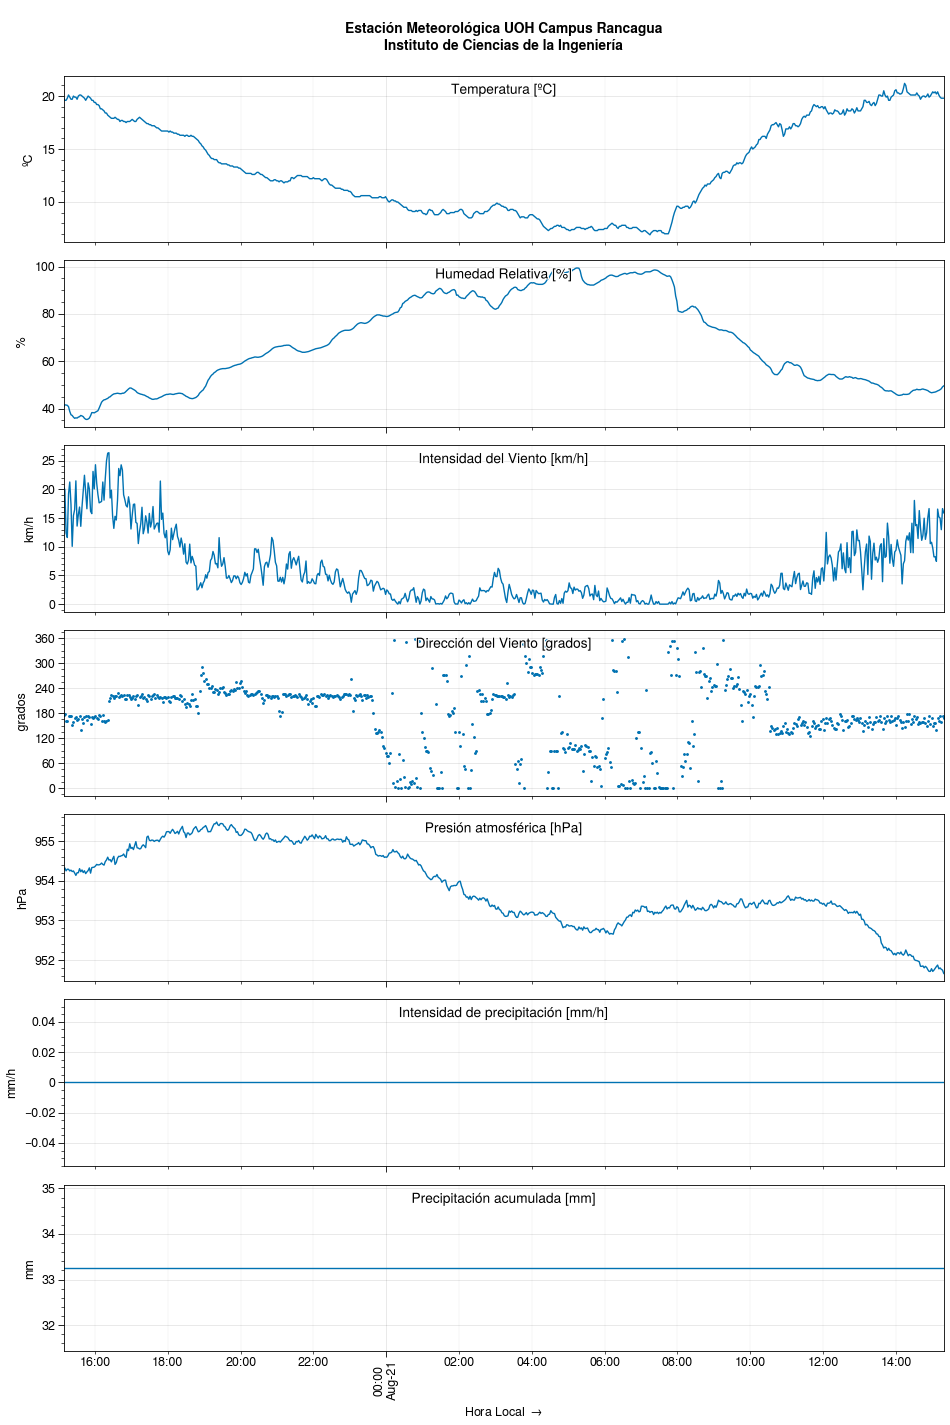 Estación Meteorológica UOH Campus Rancagua
Instituto de Ciencias de la Ingeniería
Temperatura [ºC]
ºC
20
15
10
Humedad Relativa [%]
%
100
80
60
40
Intensidad del Viento [km/h]
km/h
25
20
15
10
5
0
Dirección del Viento [grados]
grados
360
300
240
180
120
60
0
Presión atmosférica [hPa]
hPa
955
954
953
952
Intensidad de precipitación [mm/h]
mm/h
0.04
0.02
0
−0.02
−0.04
Precipitación acumulada [mm]
mm
35
34
33
32
16:00 18:00 20:00 22:00 00:00 02:00 04:00 06:00 08:00 10:00 12:00 14:00
Aug-21
Hora Local →